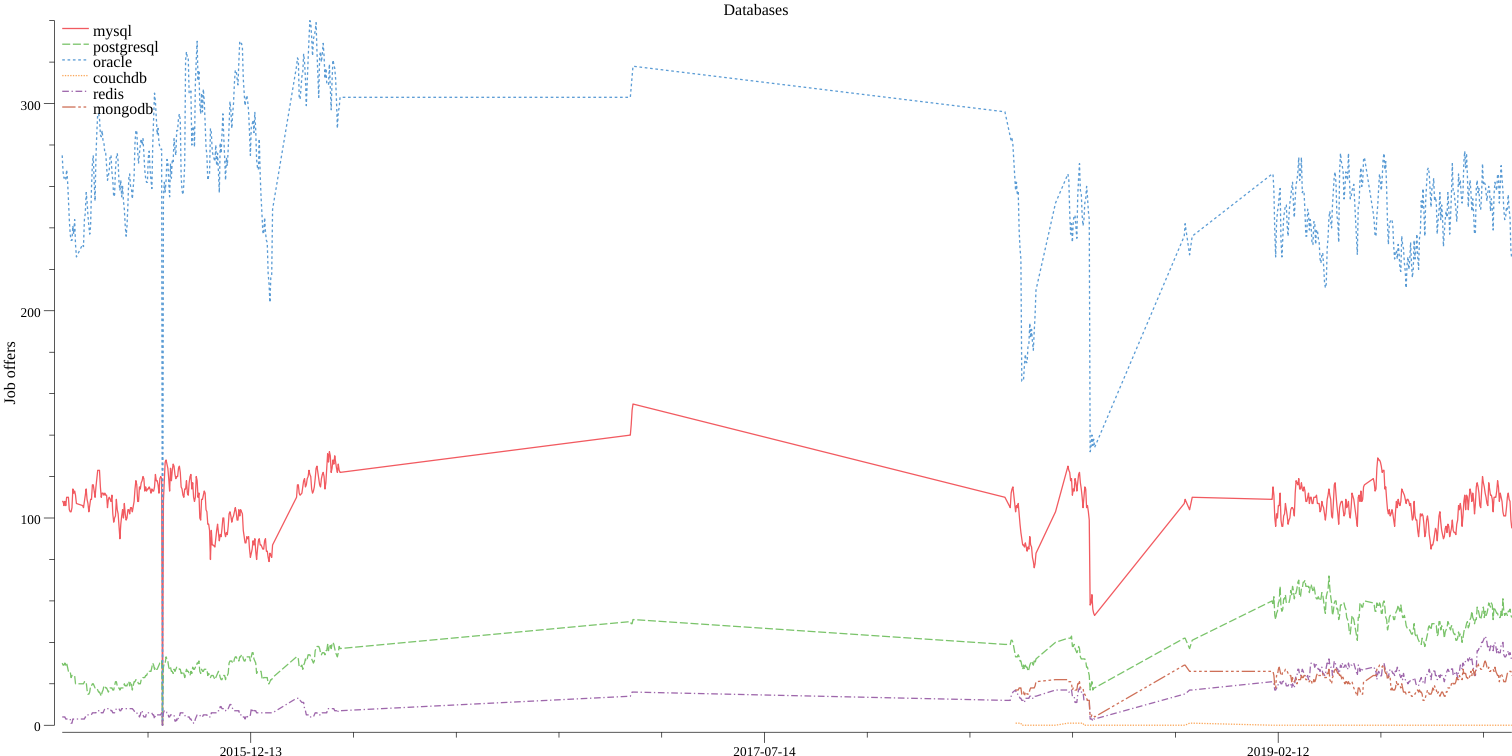 Databases
mysql
postgresql
oracle
couchdb
redis
mongodb
300
200
100
0
Job offers
2015-12-13
2017-07-14
2019-02-12